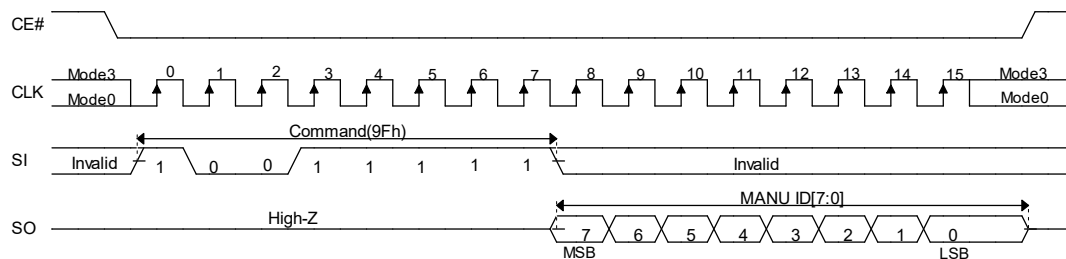 CE#
Mode3 0 1 2 3 4 5 6 7 8 9 10 11 12 13 14 15 Mode3
CLK
Mode0 Mode0
Command(9Fh)
SI Invalid 1 0 0 1 1 1 1 1 Invalid
MANU ID[7:0]
High-Z
SO 7 6 5 4 3 2 1 0
MSB LSB